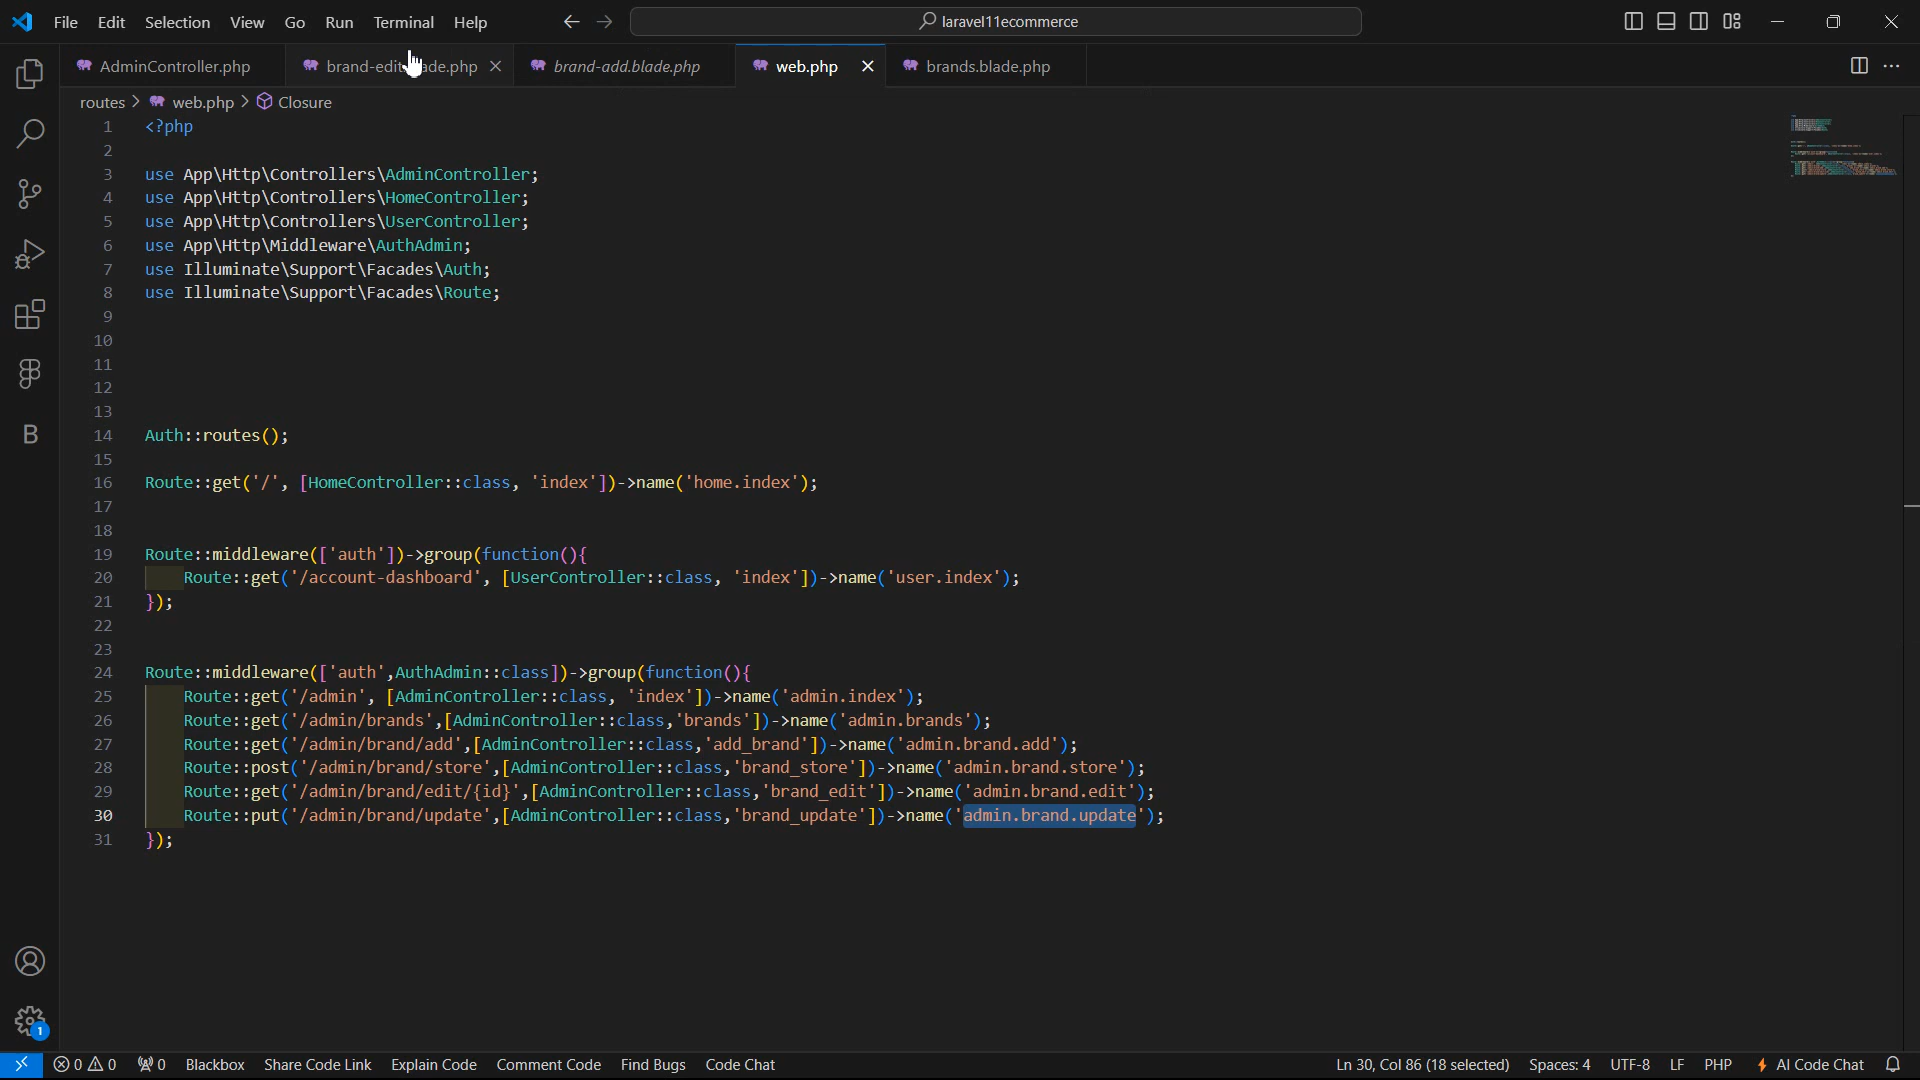 File Edit Selection View Go Run Terminal Help
laravel11ecommerce
AdminController.php
brand-add.blade.php
web.php
brands.blade.php
routes > web.php > Closure
1 <?php
2
3 use App\Http\Controllers\AdminController;
4 use App\Http\Controllers\HomeController;
5 use App\Http\Controllers\UserController;
6 use App\Http\Middleware\AuthAdmin;
7 use Illuminate\Support\Facades\Auth;
8 use Illuminate\Support\Facades\Route;
9
10
11
12
13
14 Auth::routes();
15
16 Route::get('/', [HomeController::class, 'index'])->name('home.index');
17
18
19 Route::middleware(['auth'])->group(function(){
20 Route::get('/account-dashboard', [UserController::class, 'index'])->name('user.index');
21 });
22
23
24 Route::middleware(['auth',AuthAdmin::class])->group(function(){
25 Route::get('/admin', [AdminController::class, 'index'])->name('admin.index');
26 Route::get('/admin/brands',[AdminController::class,'brands'])->name('admin.brands');
27 Route::get('/admin/brand/add',[AdminController::class,'add_brand'])->name('admin.brand.add');
28 Route::post('/admin/brand/store',[AdminController::class,'brand_store'])->name('admin.brand.store');
29 Route::get('/admin/brand/edit/{id}',[AdminController::class,'brand_edit'])->name('admin.brand.edit');
30 Route::put('/admin/brand/update',[AdminController::class,'brand_update'])->name('admin.brand.update');
31 });
B
1
0 0 0 Blackbox Share Code Link Explain Code Comment Code Find Bugs Code Chat
Ln 30, Col 86 (18 selected) Spaces: 4 UTF-8 LF PHP AI Code Chat